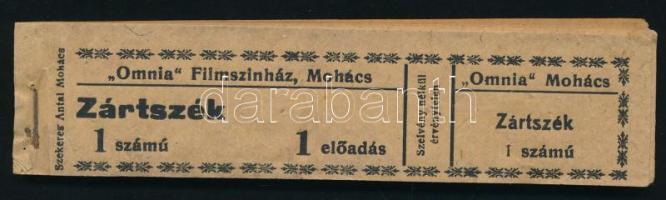 Szekeres Antal Mohács
„Omnia“ Filmszinház, Mohács
Zártszék
1 számú
1 előadás
Szelvény nélkül
érvénytelen
„Omnia“ Mohács
Zártszék
1 számú
darabanth